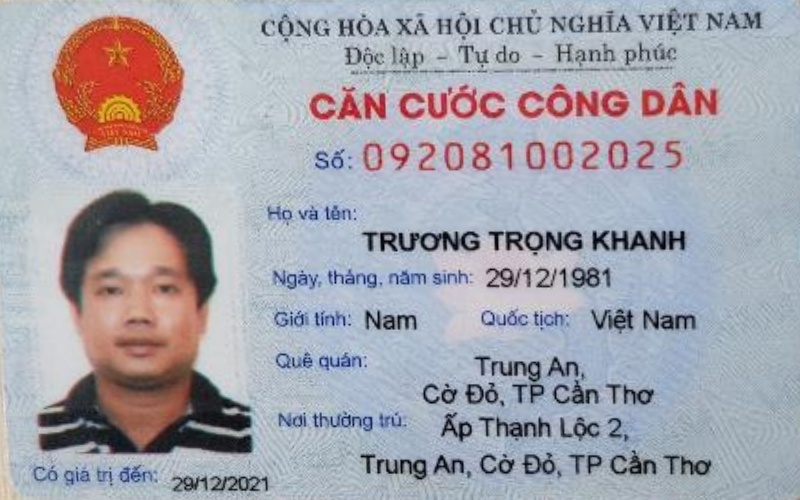 CỘNG HÒA XÃ HỘI CHỦ NGHĨA VIỆT NAM
Độc lập - Tự do - Hạnh phúc
CĂN CƯỚC CÔNG DÂN
Số: 092081002025
Họ và tên:
TRƯƠNG TRỌNG KHANH
Ngày, tháng, năm sinh: 29/12/1981
Giới tính: Nam Quốc tịch: Việt Nam
Quê quán: Trung An,
Cờ Đỏ, TP Cần Thơ
Nơi thường trú: Ấp Thạnh Lộc 2,
Trung An, Cờ Đỏ, TP Cần Thơ
Có giá trị đến: 29/12/2021
VIỆT NAM